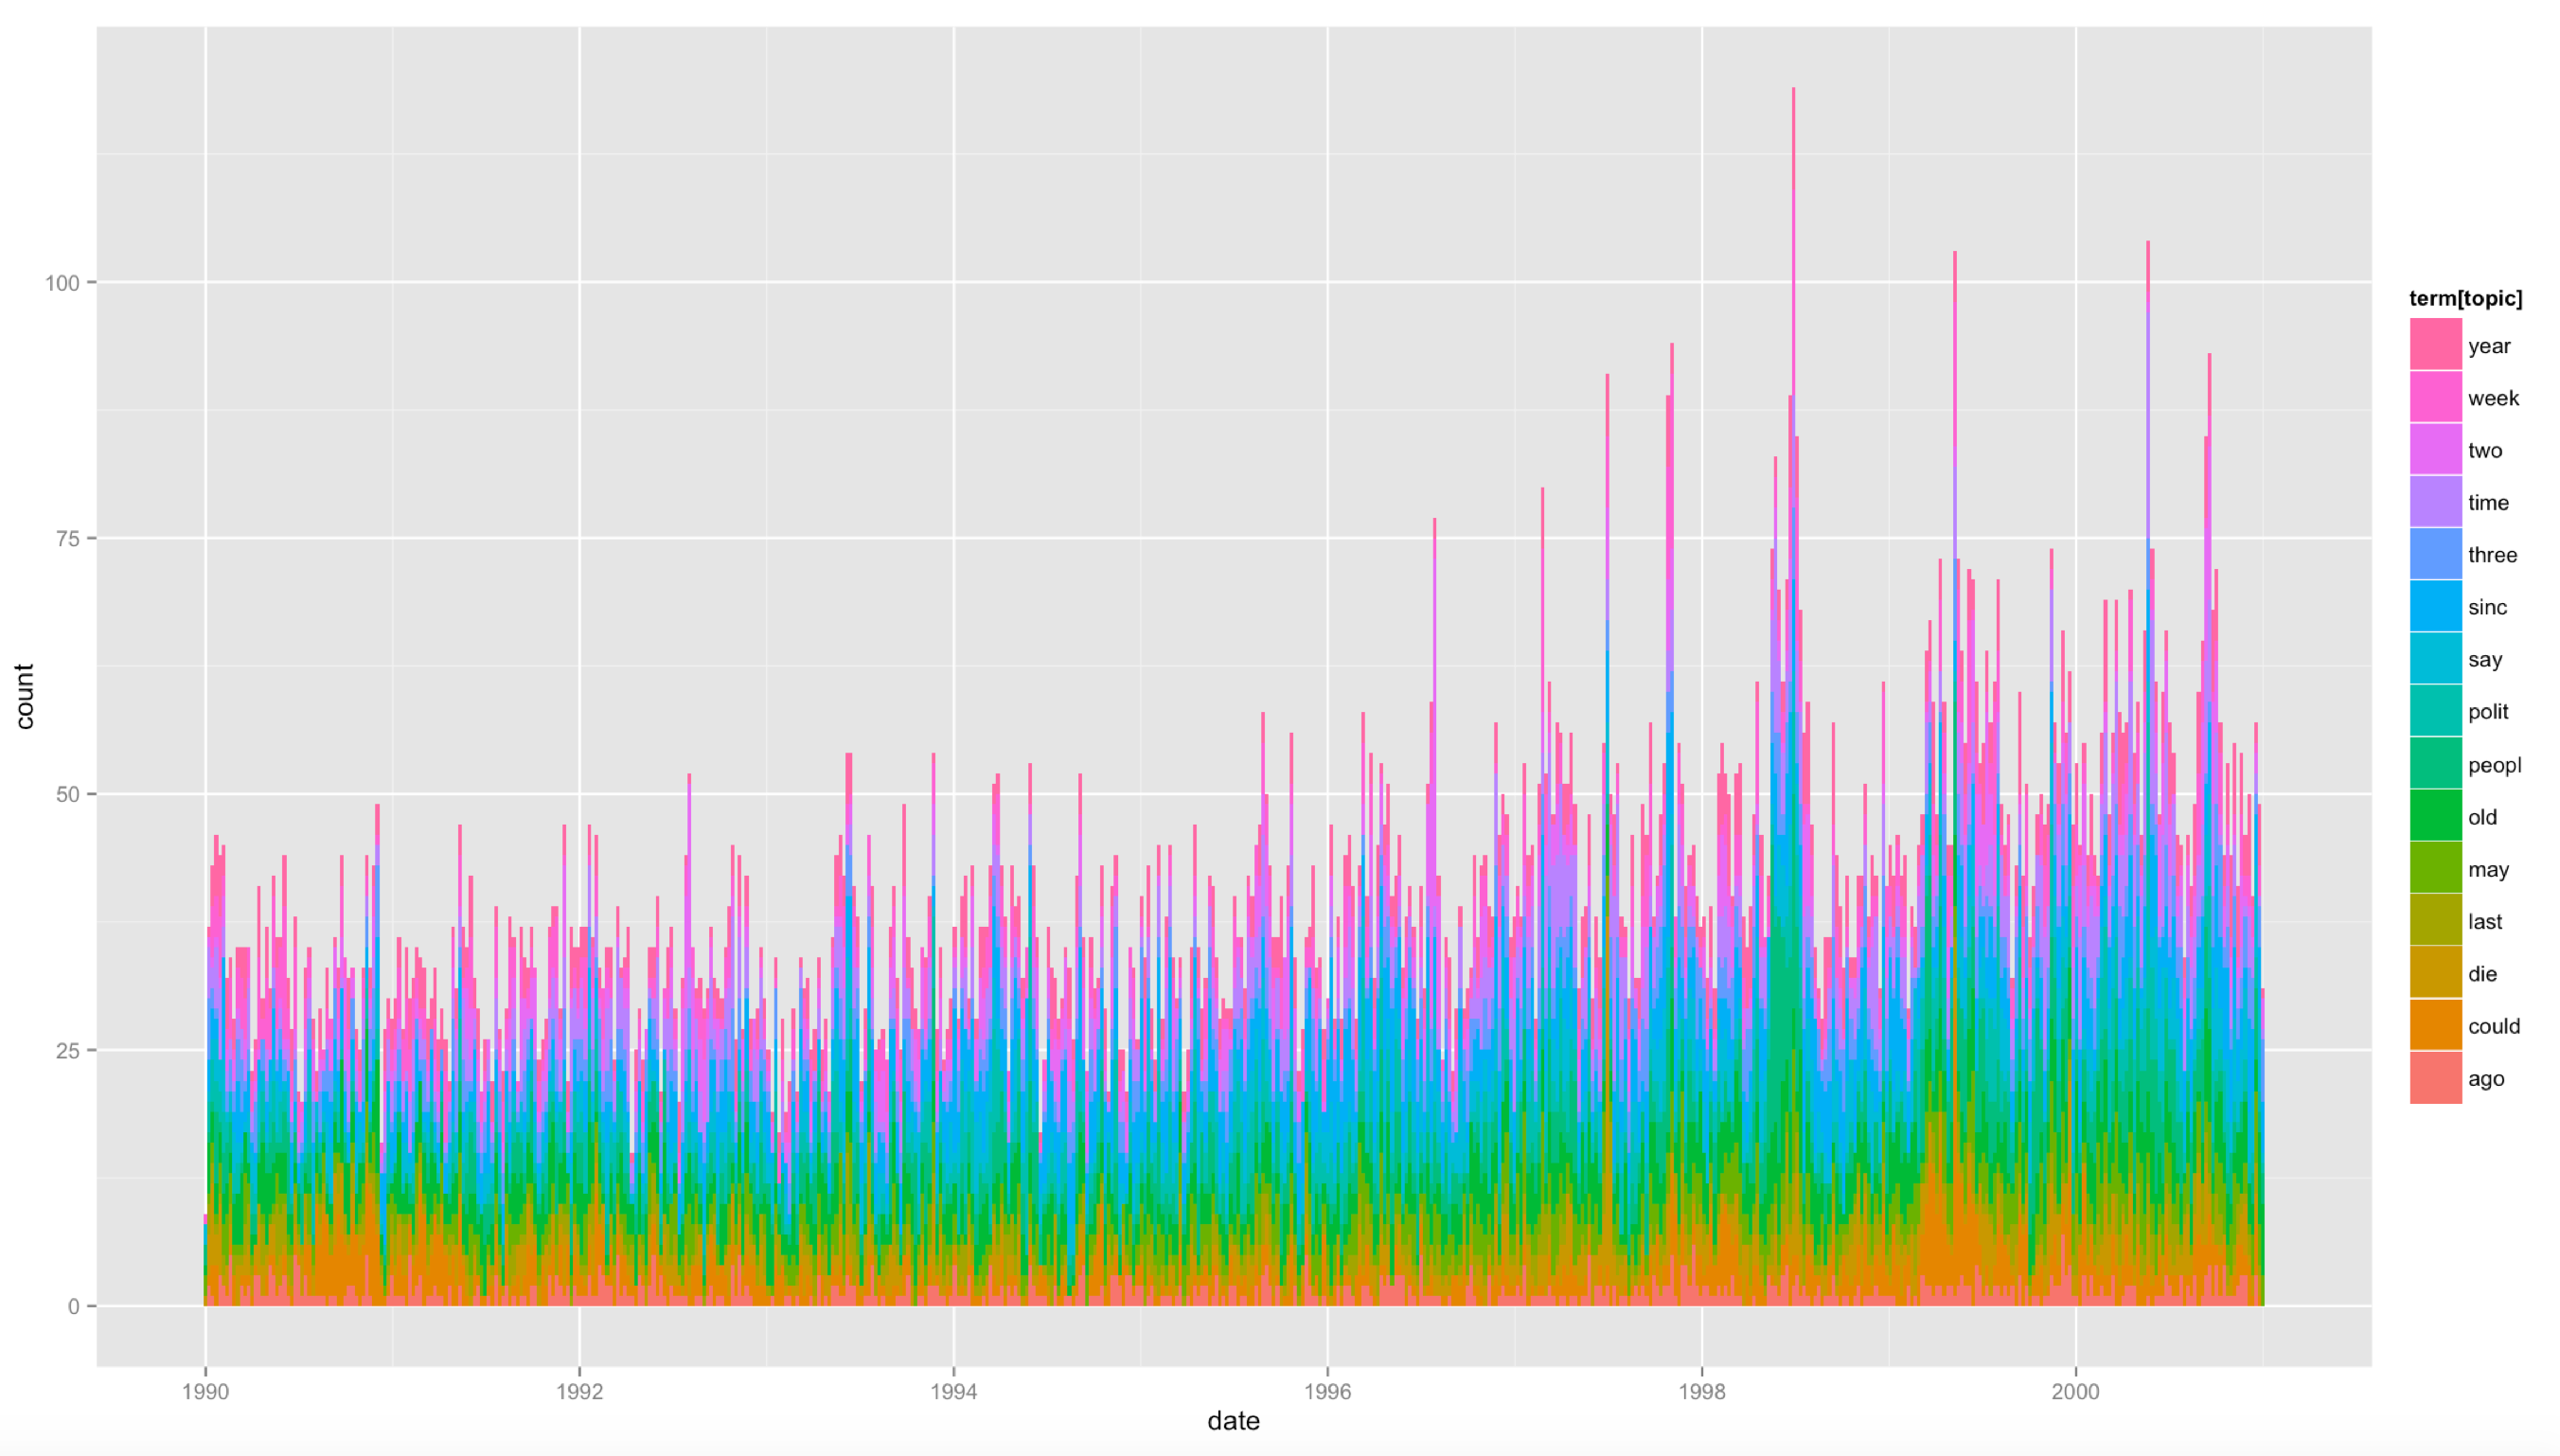 count
100
75
50
25
0
1990
1992
1994
1996
1998
2000
date
term[topic]
year
week
two
time
three
sinc
say
polit
peopl
old
may
last
die
could
ago